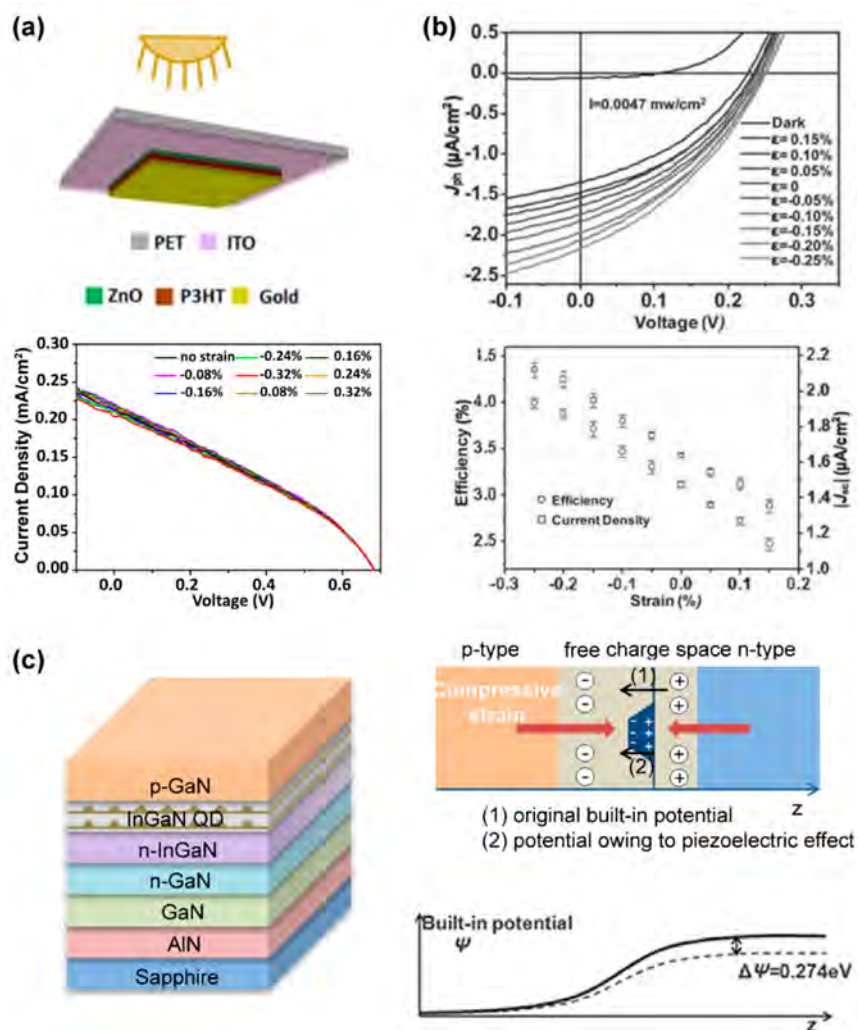 (a)
PET ITO
ZnO P3HT Gold
0.30
0.25
0.20
0.15
0.10
0.05
0.00
Current Density (mA/cm²)
no strain -0.24% 0.16%
-0.08% -0.32% 0.24%
-0.16% 0.08% 0.32%
0.0 0.2 0.4 0.6
Voltage (V)
(b)
0.5
0.0
-0.5
-1.0
-1.5
-2.0
-2.5
Jph (μA/cm²)
I=0.0047 mw/cm²
Dark
ε= 0.15%
ε= 0.10%
ε= 0.05%
ε= 0
ε=-0.05%
ε=-0.10%
ε=-0.15%
ε=-0.20%
ε=-0.25%
-0.1 0.0 0.1 0.2 0.3
Voltage (V)
4.5
4.0
3.5
3.0
2.5
Efficiency (%)
Efficiency
Current Density
2.2
2.0
1.8
1.6
1.4
1.2
1.0
|Jsc| (μA/cm²)
-0.3 -0.2 -0.1 0.0 0.1 0.2
Strain (%)
(c)
p-GaN
InGaN QD
n-InGaN
n-GaN
GaN
AlN
Sapphire
p-type free charge space n-type
Compressive
strain
(1)
(2)
z
(1) original built-in potential
(2) potential owing to piezoelectric effect
Built-in potential
Ψ
ΔΨ=0.274eV
z